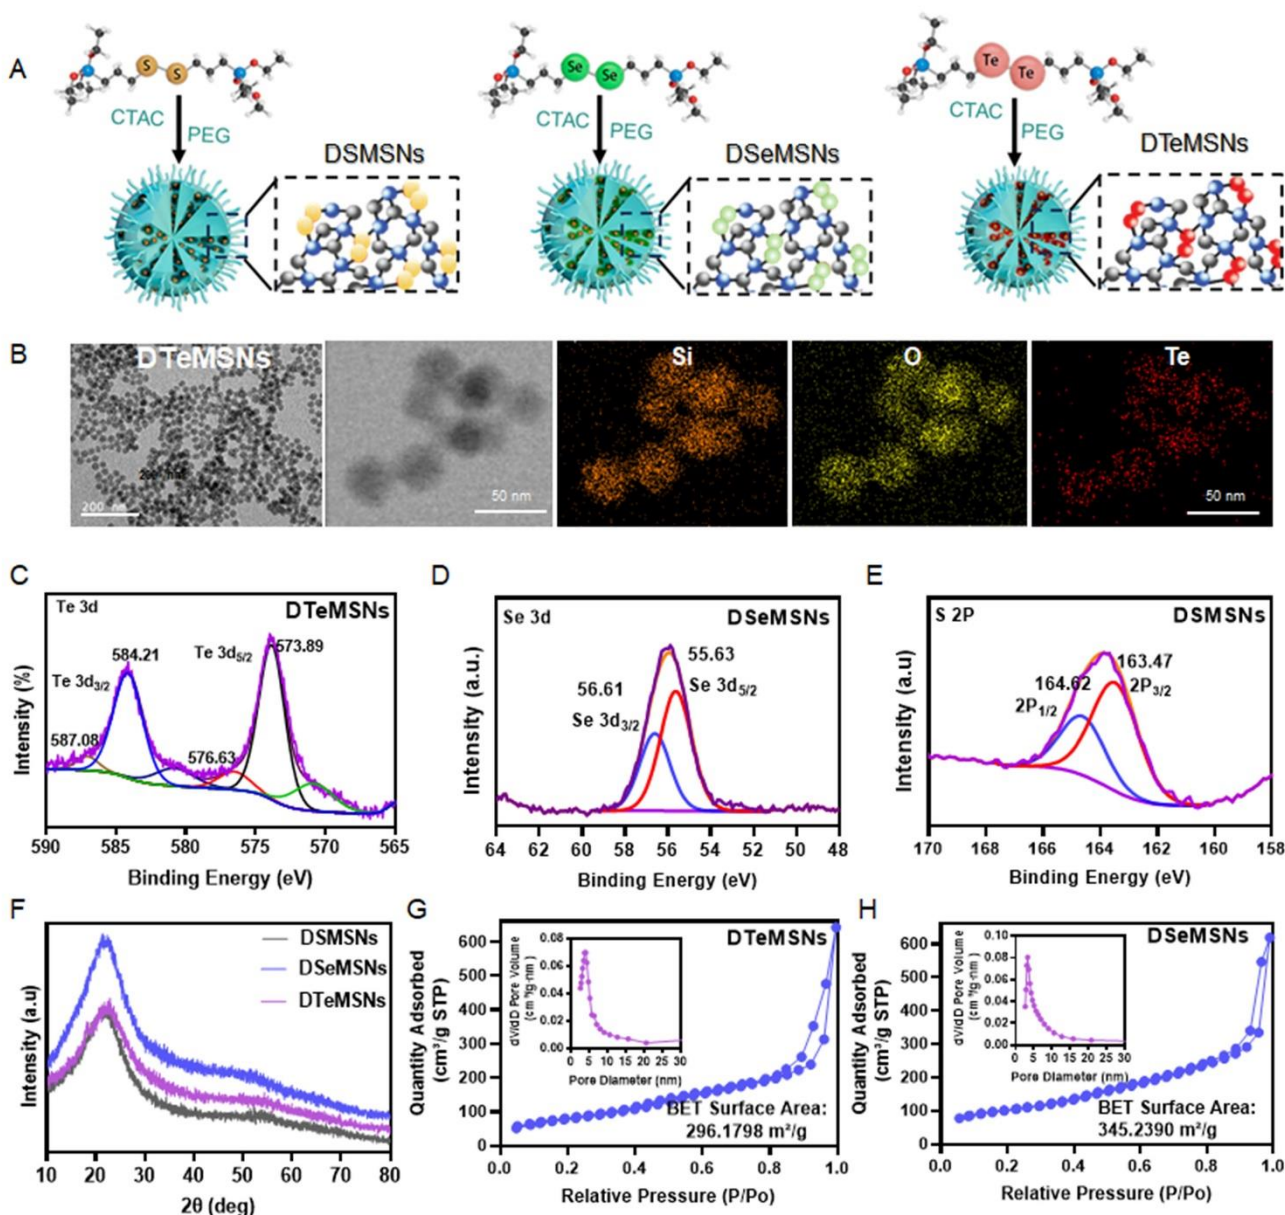 A
S S
CTAC
PEG
DSMSNs
Se Se
CTAC
PEG
DSeMSNs
Te Te
CTAC
PEG
DTeMSNs
B
DTeMSNs
200 nm
50 nm
Si
O
Te
50 nm
C
Te 3d
DTeMSNs
584.21
Te 3d3/2
587.08
Te 3d5/2
573.89
576.63
Intensity (%)
590 585 580 575 570 565
Binding Energy (eV)
D
Se 3d
DSeMSNs
55.63
Se 3d5/2
56.61
Se 3d3/2
Intensity (a.u.)
64 62 60 58 56 54 52 50 48
Binding Energy (eV)
E
S 2P
DSMSNs
163.47
2P3/2
164.62
2P1/2
Intensity (a.u)
170 168 166 164 162 160 158
Binding Energy (eV)
F
DSMSNs
DSeMSNs
DTeMSNs
Intensity (a.u)
10 20 30 40 50 60 70 80
2θ (deg)
G
DTeMSNs
Quantity Adsorbed
(cm³/g STP)
600
500
400
300
200
100
0
dV/dD Pore Volume
(cm³/g·nm)
0.08
0.06
0.04
0.02
0.00
0 5 10 15 20 25 30
Pore Diameter (nm)
BET Surface Area:
296.1798 m²/g
0.0 0.2 0.4 0.6 0.8 1.0
Relative Pressure (P/Po)
H
DSeMSNs
Quantity Adsorbed
(cm³/g STP)
600
500
400
300
200
100
0
dV/dD Pore Volume
(cm³/g·nm)
0.10
0.08
0.06
0.04
0.02
0.00
0 5 10 15 20 25 30
Pore Diameter (nm)
BET Surface Area:
345.2390 m²/g
0.0 0.2 0.4 0.6 0.8 1.0
Relative Pressure (P/Po)